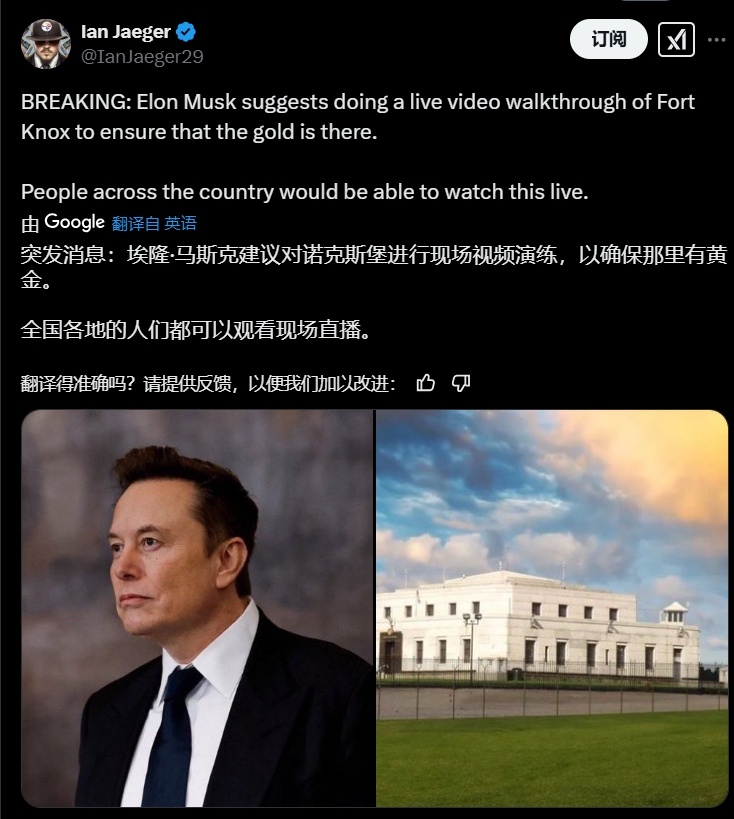 Ian Jaeger
@IanJaeger29
订阅
BREAKING: Elon Musk suggests doing a live video walkthrough of Fort
Knox to ensure that the gold is there.
People across the country would be able to watch this live.
由 Google 翻译自 英语
突发消息：埃隆·马斯克建议对诺克斯堡进行现场视频演练，以确保那里有黄
金。
全国各地的人们都可以观看现场直播。
翻译得准确吗？请提供反馈，以便我们加以改进：